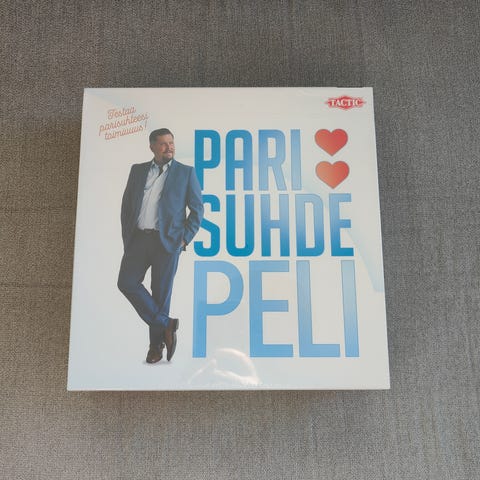 Testaa
parisuhteesi
toimivuus!
TACTIC
PARI
SUHDE
PELI